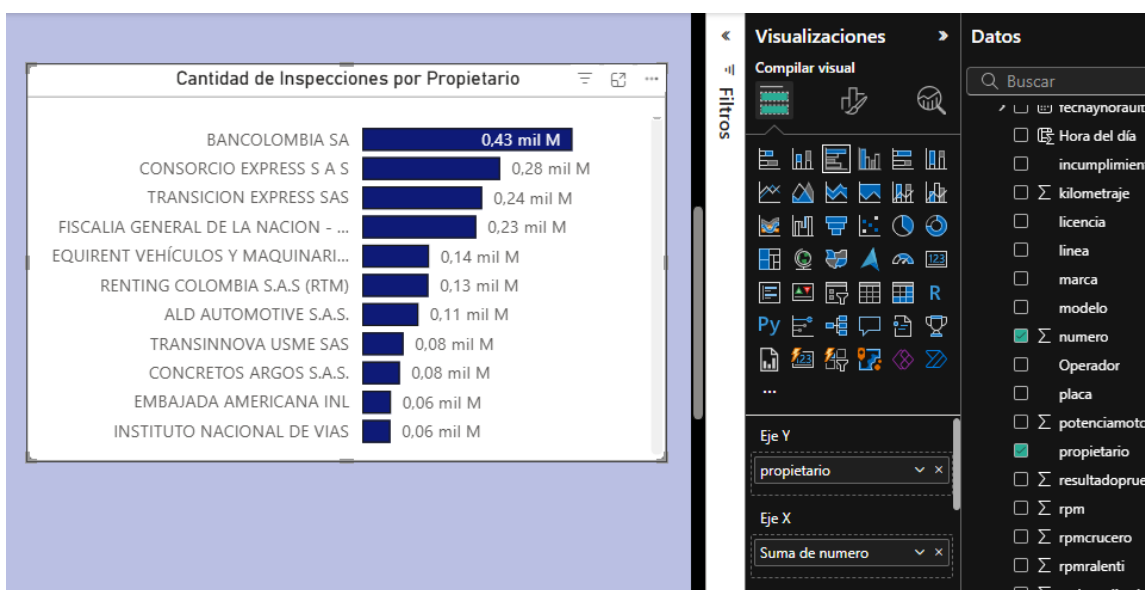 Cantidad de Inspecciones por Propietario
BANCOLOMBIA SA 0,43 mil M
CONSORCIO EXPRESS S A S 0,28 mil M
TRANSICION EXPRESS SAS 0,24 mil M
FISCALIA GENERAL DE LA NACION - ... 0,23 mil M
EQUIRENT VEHÍCULOS Y MAQUINARI... 0,14 mil M
RENTING COLOMBIA S.A.S (RTM) 0,13 mil M
ALD AUTOMOTIVE S.A.S. 0,11 mil M
TRANSINNOVA USME SAS 0,08 mil M
CONCRETOS ARGOS S.A.S. 0,08 mil M
EMBAJADA AMERICANA INL 0,06 mil M
INSTITUTO NACIONAL DE VIAS 0,06 mil M
Filtros
Visualizaciones
Compilar visual
123
R
Py
123
...
Eje Y
propietario
Eje X
Suma de numero
Datos
Buscar
Hora del día
incumplimien
kilometraje
licencia
linea
marca
modelo
numero
Operador
placa
potenciamoto
propietario
resultadoprue
rpm
rpmcrucero
rpmralenti